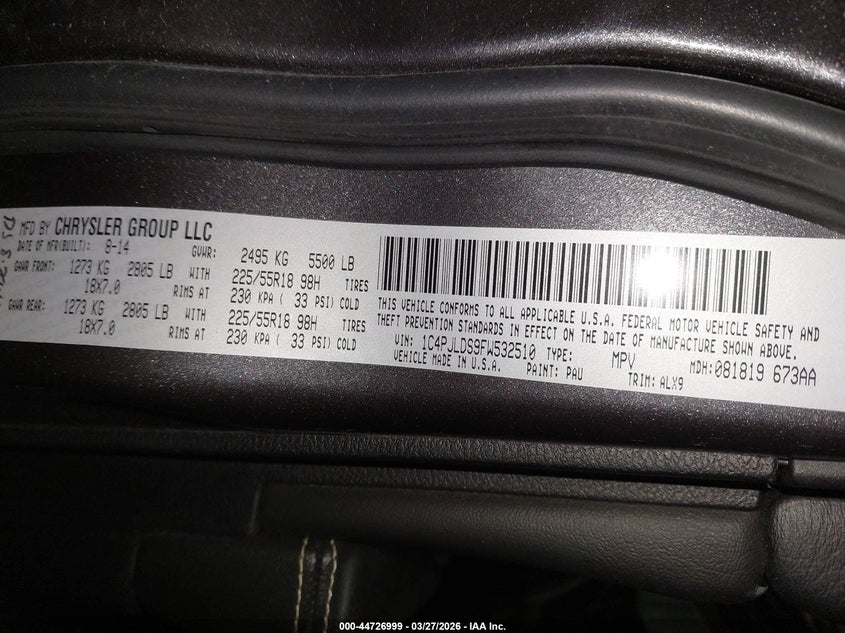 MFD BY CHRYSLER GROUP LLC
DATE OF MFR(BUILT): 8-14 GVWR: 2495 KG 5500 LB
GAWR FRONT: 1273 KG 2805 LB WITH 225/55R18 98H TIRES
18X7.0 RIMS AT 230 KPA ( 33 PSI) COLD
GAWR REAR: 1273 KG 2805 LB WITH 225/55R18 98H TIRES
18X7.0 RIMS AT 230 KPA ( 33 PSI) COLD
THIS VEHICLE CONFORMS TO ALL APPLICABLE U.S.A. FEDERAL MOTOR VEHICLE SAFETY AND
THEFT PREVENTION STANDARDS IN EFFECT ON THE DATE OF MANUFACTURE SHOWN ABOVE.
VIN: 1C4PJLDS9FW532510 TYPE: MPV MDH:081819 673AA
VEHICLE MADE IN U.S.A. PAINT: PAU TRIM: ALX9
000-44726999 — 03/27/2026 — IAA Inc.